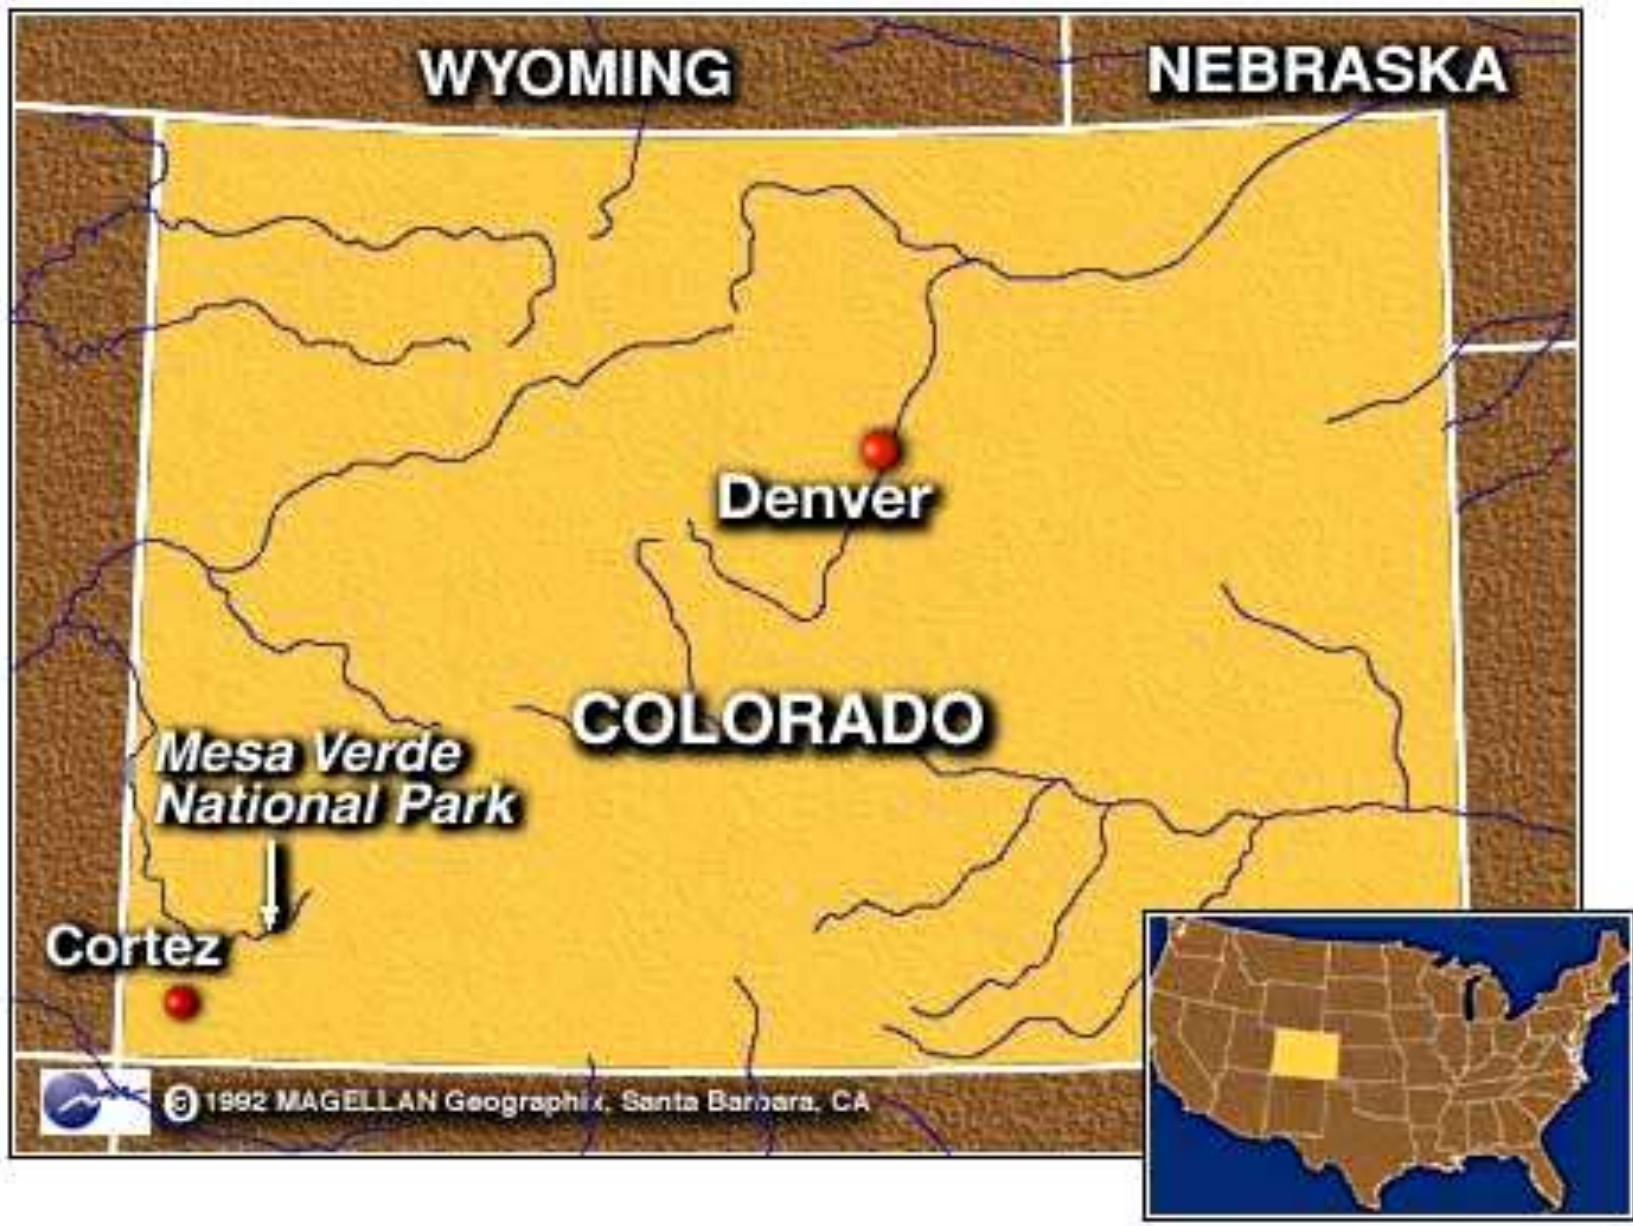 WYOMING
NEBRASKA
Denver
COLORADO
Mesa Verde
National Park
Cortez
© 1992 MAGELLAN Geographix, Santa Barbara, CA